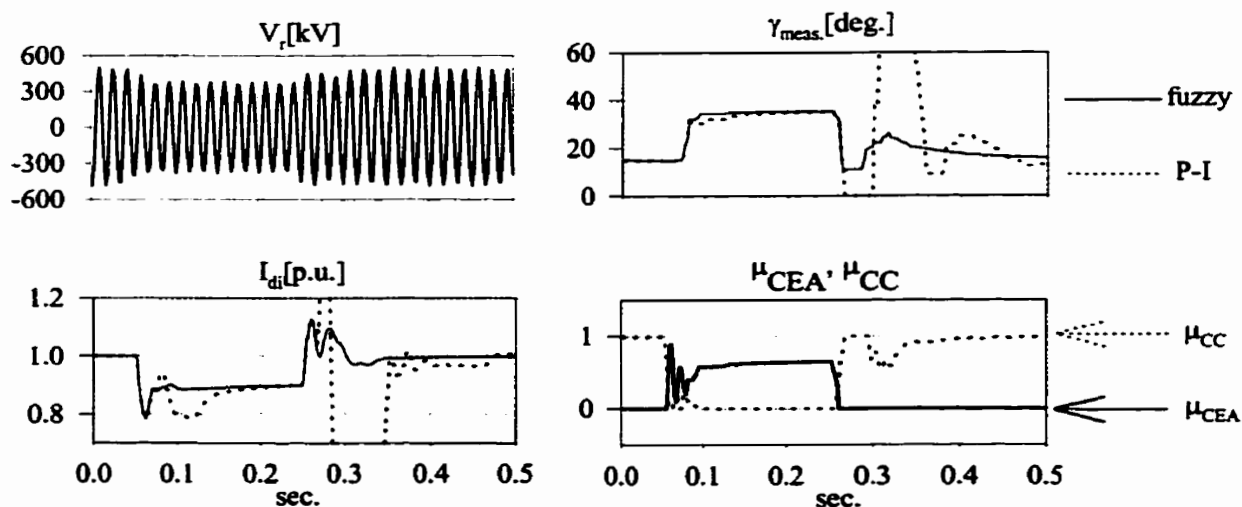 V_r[kV]
600
300
0
-300
-600
γ_meas.[deg.]
60
40
20
0
fuzzy
P-I
I_di[p.u.]
1.2
1.0
0.8
0.0 0.1 0.2 0.3 0.4 0.5
sec.
μ_CEA, μ_CC
1
0
0.0 0.1 0.2 0.3 0.4 0.5
sec.
μ_CC
μ_CEA